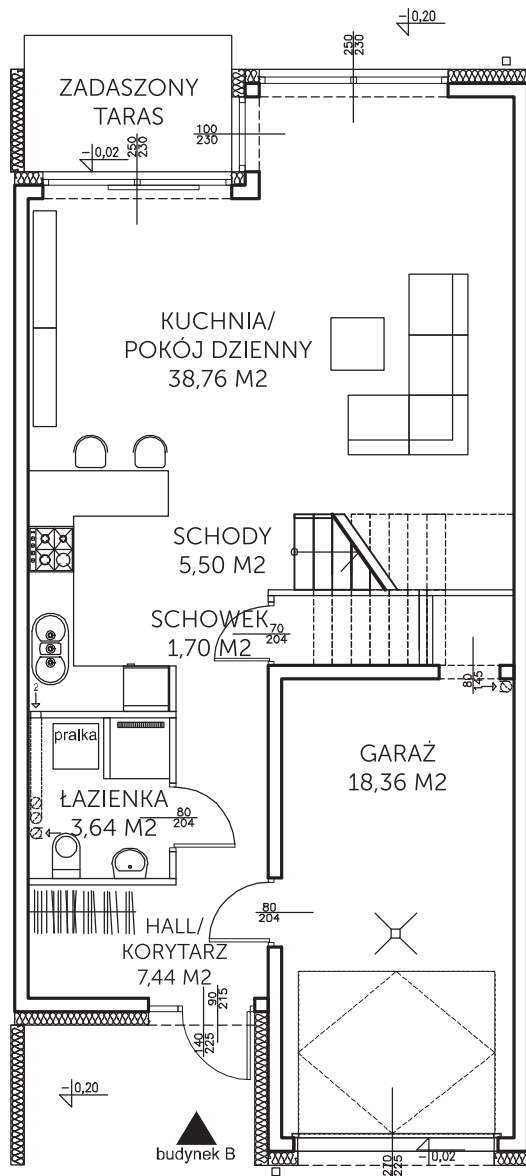 -0,20
250
230
ZADASZONY
TARAS
100
230
-0,02
250
230
KUCHNIA/
POKÓJ DZIENNY
38,76 M2
SCHODY
5,50 M2
SCHOWEK
1,70 M2
70
204
80
145
2
pralka
GARAŻ
18,36 M2
ŁAZIENKA
3,64 M2
80
204
80
204
HALL/
KORYTARZ
7,44 M2
90
215
140
225
-0,20
budynek B
-0,02
270
225